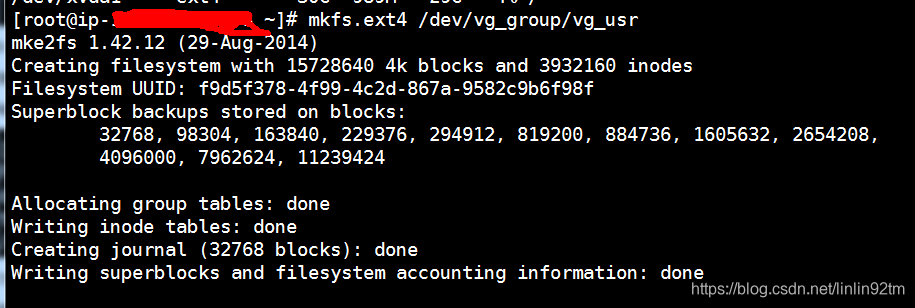 [root@ip- ~]# mkfs.ext4 /dev/vg_group/vg_usr
mke2fs 1.42.12 (29-Aug-2014)
Creating filesystem with 15728640 4k blocks and 3932160 inodes
Filesystem UUID: f9d5f378-4f99-4c2d-867a-9582c9b6f98f
Superblock backups stored on blocks:
32768, 98304, 163840, 229376, 294912, 819200, 884736, 1605632, 2654208,
4096000, 7962624, 11239424
Allocating group tables: done
Writing inode tables: done
Creating journal (32768 blocks): done
Writing superblocks and filesystem accounting information: done
https://blog.csdn.net/linlin92tm